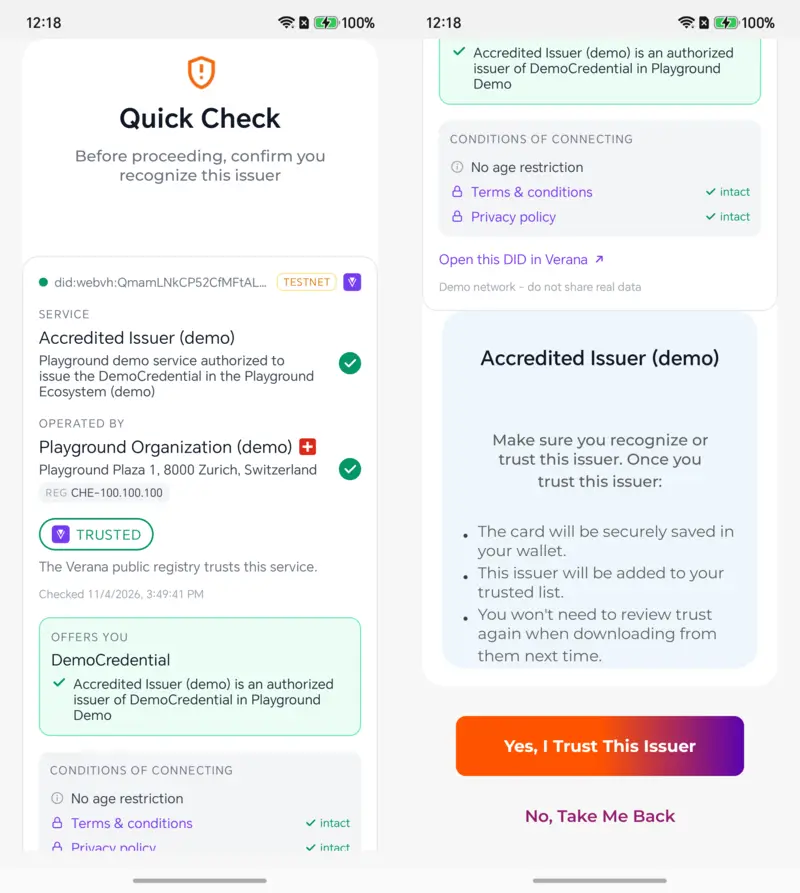 12:18
100%
Quick Check
Before proceeding, confirm you
recognize this issuer
did:webvh:QmamLNkCP52CfMFtAL...
TESTNET
SERVICE
Accredited Issuer (demo)
Playground demo service authorized to
issue the DemoCredential in the Playground
Ecosystem (demo)
OPERATED BY
Playground Organization (demo)
Playground Plaza 1, 8000 Zurich, Switzerland
REG CHE-100.100.100
TRUSTED
The Verana public registry trusts this service.
Checked 11/4/2026, 3:49:41 PM
OFFERS YOU
DemoCredential
Accredited Issuer (demo) is an authorized
issuer of DemoCredential in Playground
Demo
CONDITIONS OF CONNECTING
No age restriction
Terms & conditions
intact
Privacy policy
intact
12:18
100%
Accredited Issuer (demo) is an authorized
issuer of DemoCredential in Playground
Demo
CONDITIONS OF CONNECTING
No age restriction
Terms & conditions
intact
Privacy policy
intact
Open this DID in Verana
Demo network - do not share real data
Accredited Issuer (demo)
Make sure you recognize or
trust this issuer. Once you
trust this issuer:
• The card will be securely saved in
your wallet.
• This issuer will be added to your
trusted list.
• You won't need to review trust
again when downloading from
them next time.
Yes, I Trust This Issuer
No, Take Me Back